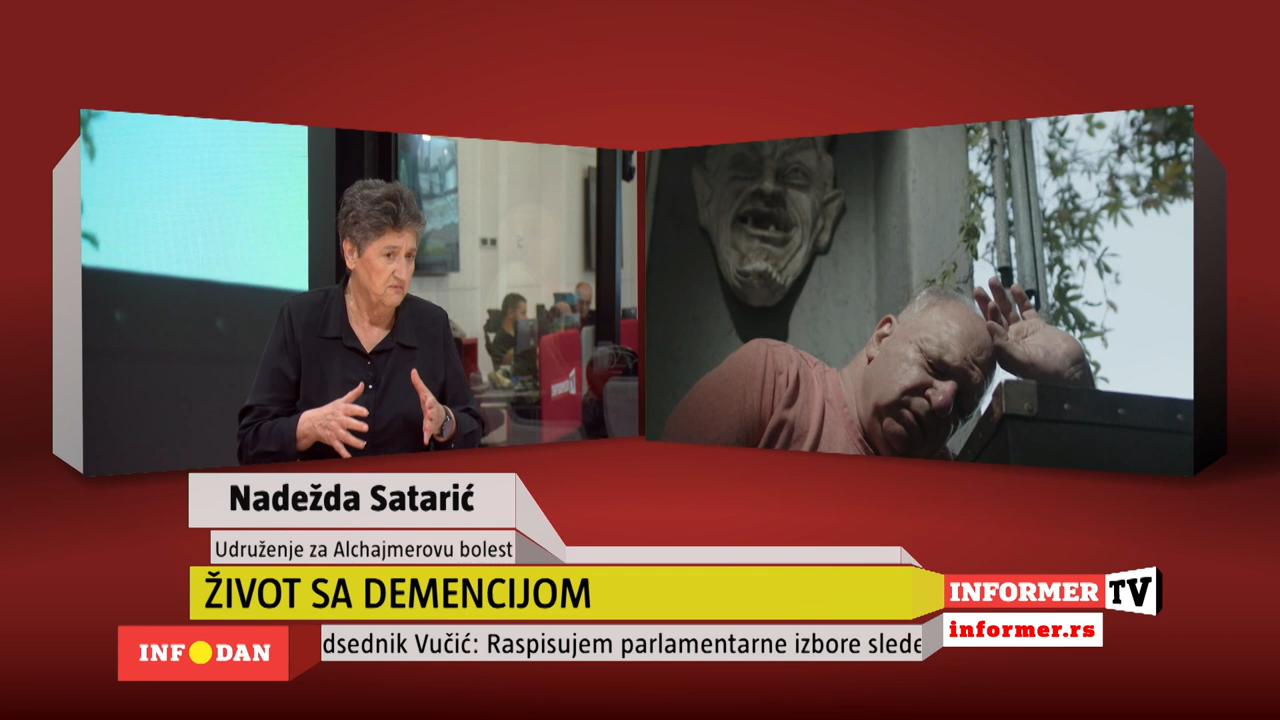 Nadežda Satarić
Udruženje za Alchajmerovu bolest
ŽIVOT SA DEMENCIJOM
INFORMER TV
informer.rs
INF DAN
dsednik Vučić: Raspisujem parlamentarne izbore slede